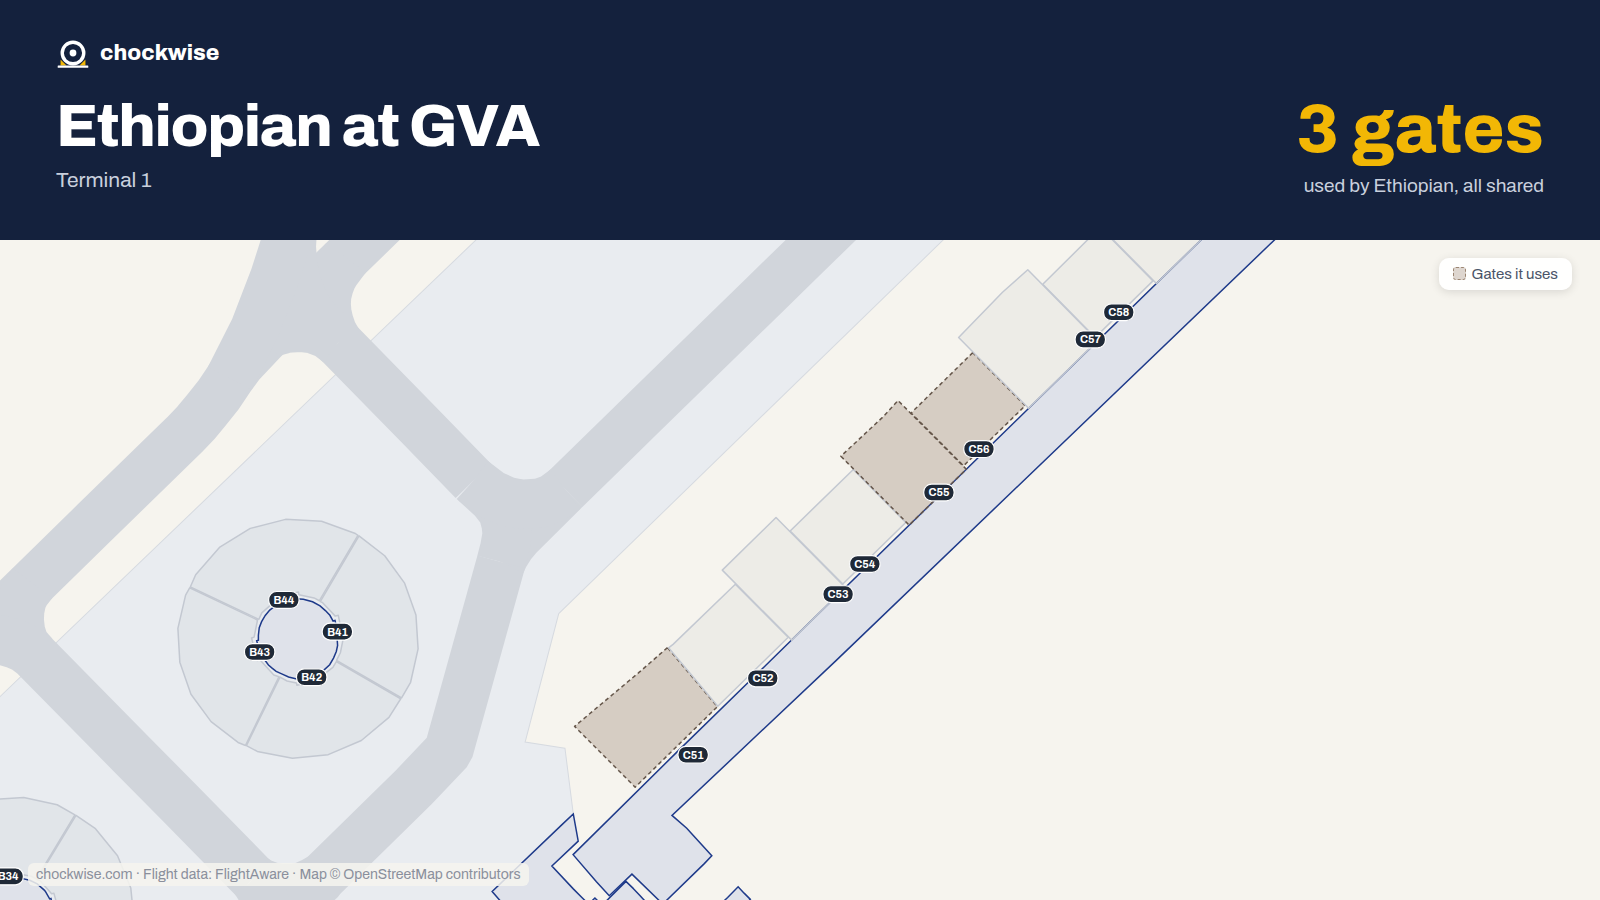 chockwise
Ethiopian at GVA
Terminal 1
3 gates
used by Ethiopian, all shared
Gates it uses
C58
C57
C56
C55
C54
C53
C52
C51
B44
B41
B43
B42
B34
chockwise.com · Flight data: FlightAware · Map © OpenStreetMap contributors